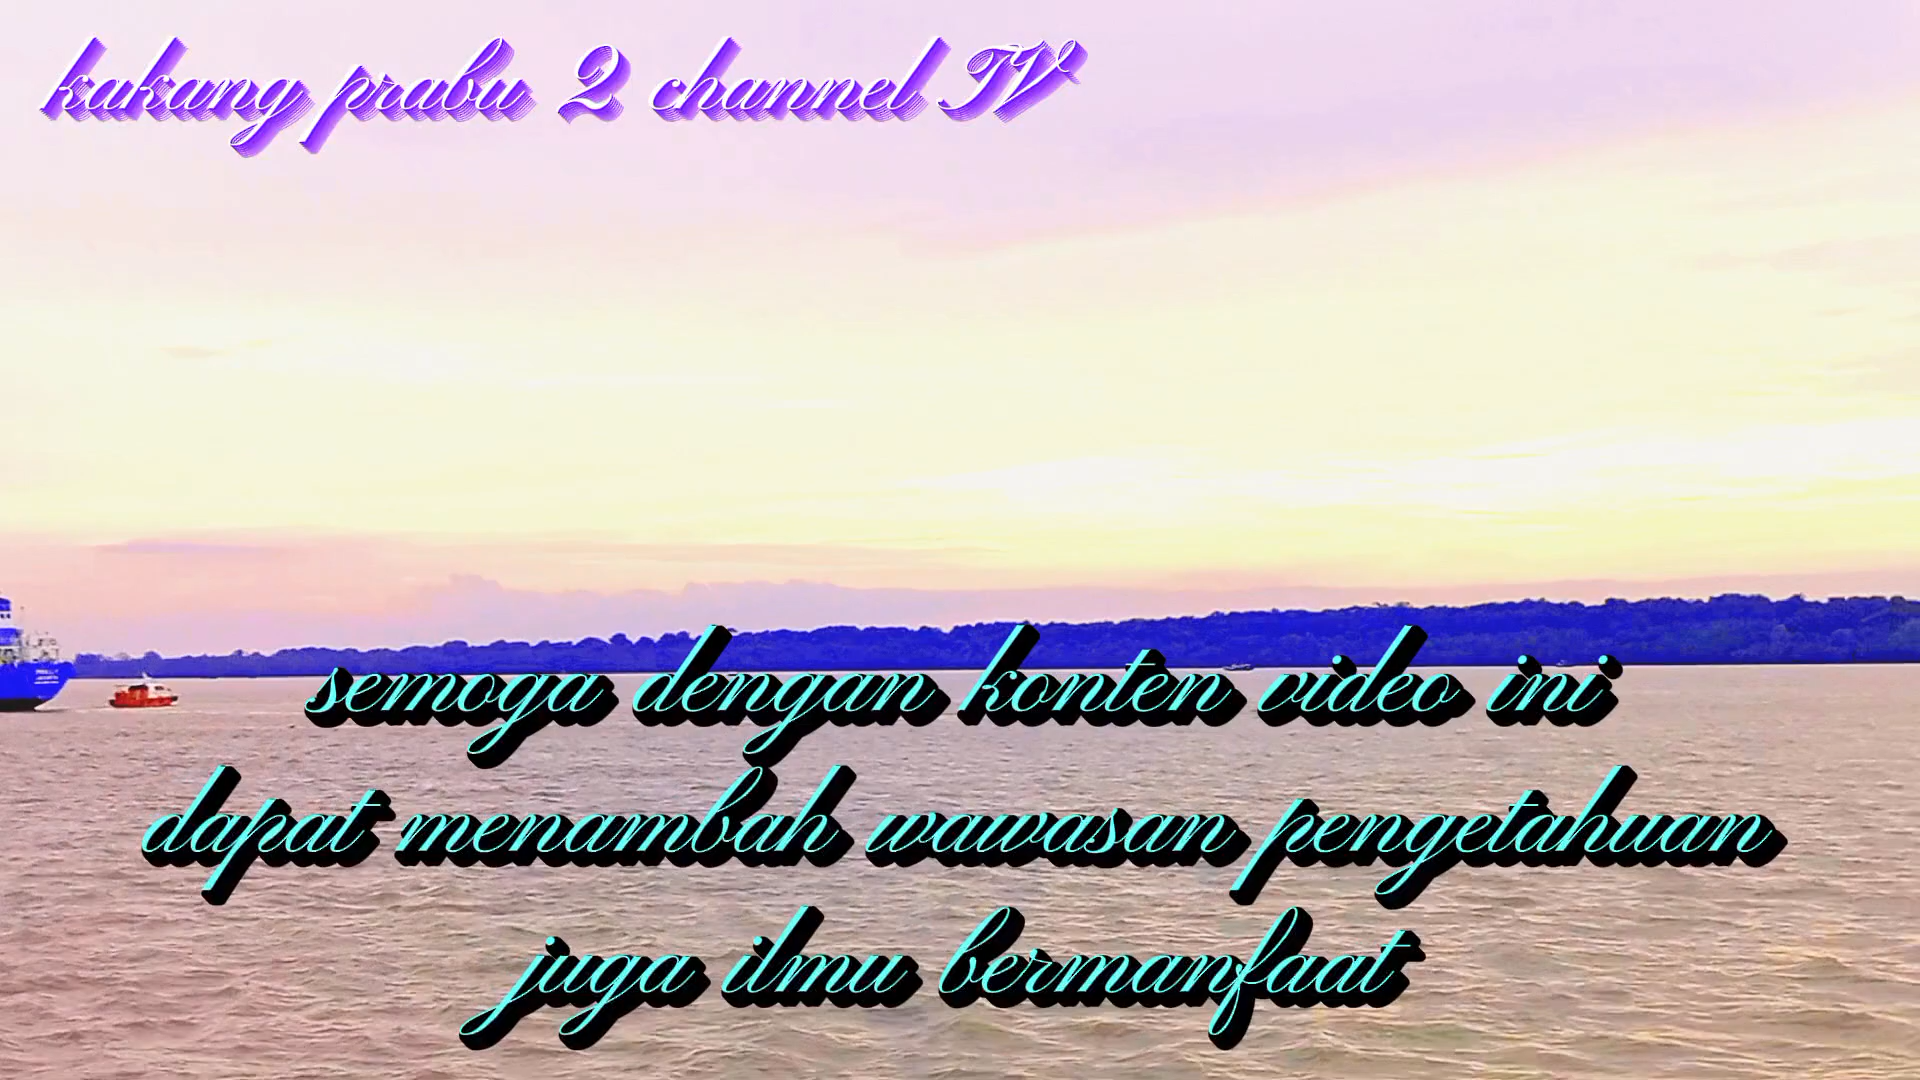 kakang prabu 2 channel TV
semoga dengan konten video ini
dapat menambah wawasan pengetahuan
juga ilmu bermanfaat